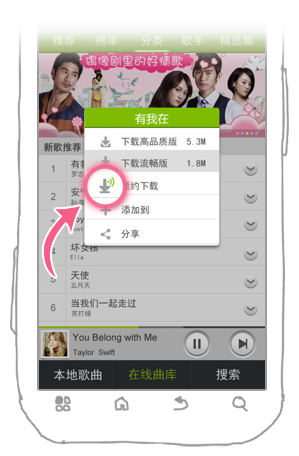 推荐 榜单 分类 歌手 精选集
偶像剧里的好情歌
有我在
下载高品质版 5.3M
下载流畅版 1.8M
约下载
添加到
分享
新歌推荐
1 有我
罗志
2
3
4 坏女孩
Ella
5 天使
五月天
6 当我们一起走过
苏打绿
You Belong with Me
Taylor Swift
本地歌曲 在线曲库 搜索